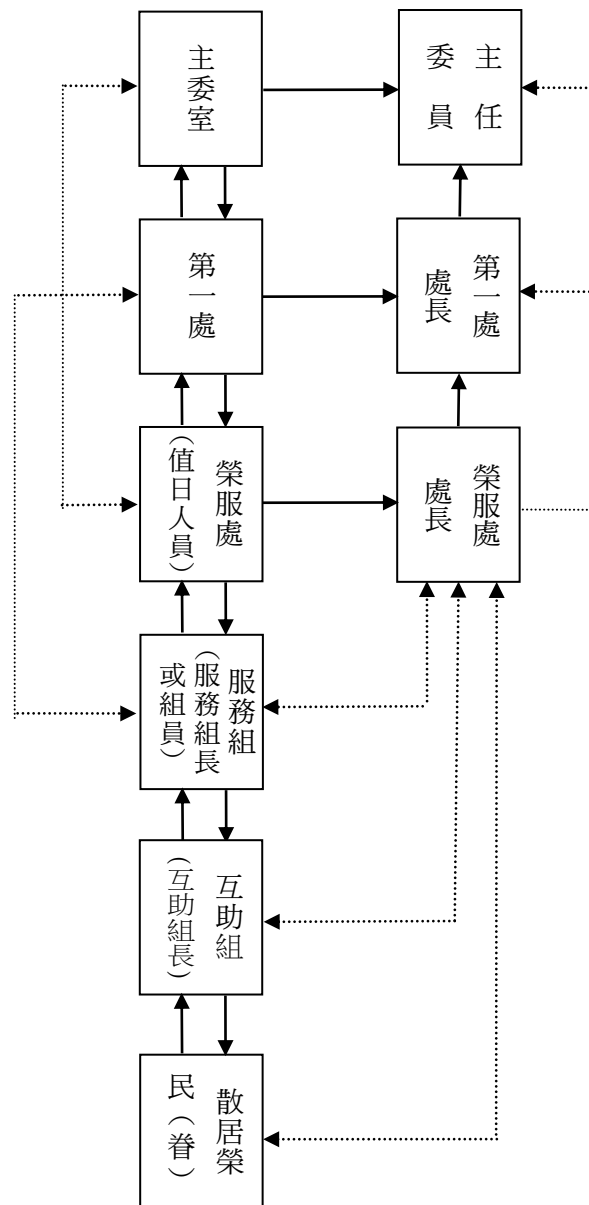 主委室
主任
委員
第一處
第一處
處長
榮服處
(值日人員)
榮服處
處長
服務組
(服務組長
或組員)
互助組
(互助組長)
散居榮
民(眷)